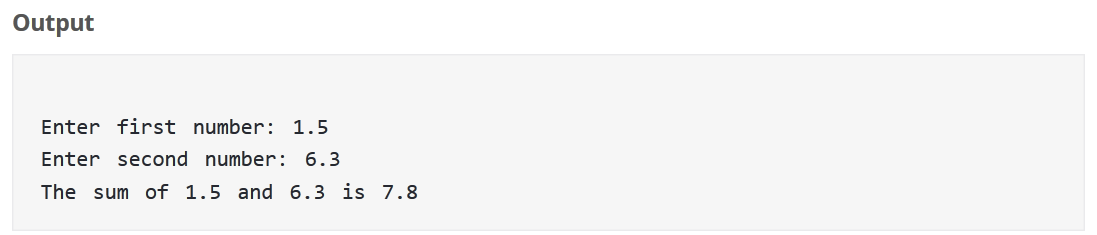 Output
Enter first number: 1.5
Enter second number: 6.3
The sum of 1.5 and 6.3 is 7.8